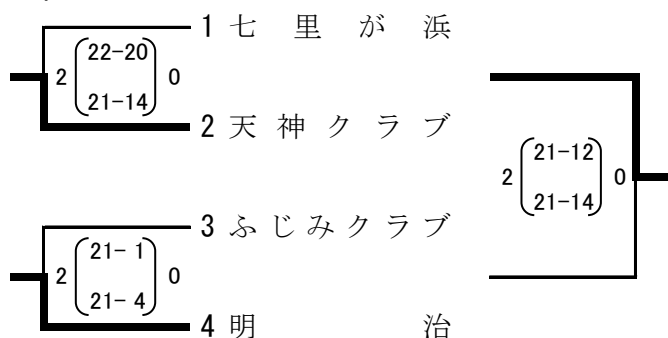 1 七里が浜
2 ( 22-20 21-14 ) 0
2 天神クラブ
2 ( 21-12 21-14 ) 0
3 ふじみクラブ
2 ( 21- 1 21- 4 ) 0
4 明治